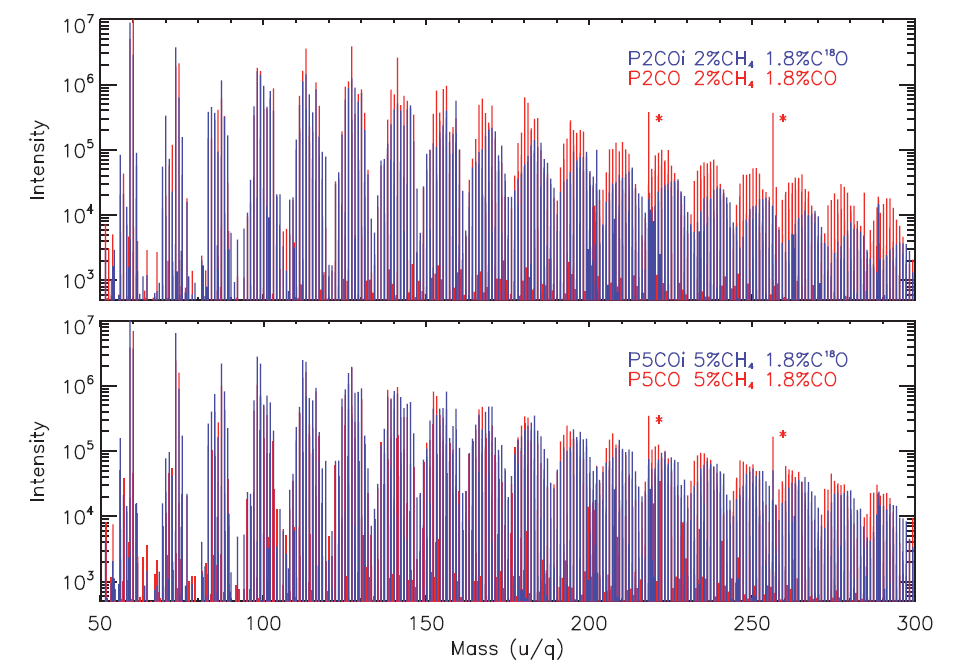 10⁷
10⁶
10⁵
10⁴
10³
Intensity
P2COi 2%CH₄ 1.8%C¹⁸O
P2CO 2%CH₄ 1.8%CO
* *
10⁷
10⁶
10⁵
10⁴
10³
Intensity
P5COi 5%CH₄ 1.8%C¹⁸O
P5CO 5%CH₄ 1.8%CO
* *
50 100 150 200 250 300
Mass (u/q)